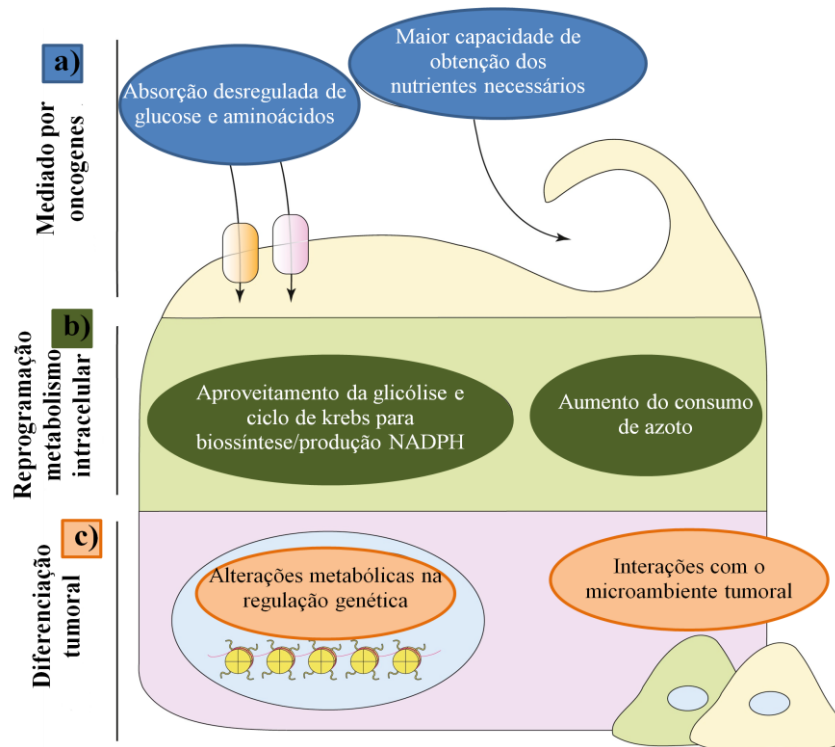 a)
Mediado por
oncogenes
Absorção desregulada de
glucose e aminoácidos
Maior capacidade de
obtenção dos
nutrientes necessários
b)
Reprogramação
metabolismo
intracelular
Aproveitamento da glicólise e
ciclo de krebs para
biossíntese/produção NADPH
Aumento do consumo
de azoto
c)
Diferenciação
tumoral
Alterações metabólicas na
regulação genética
Interações com o
microambiente tumoral